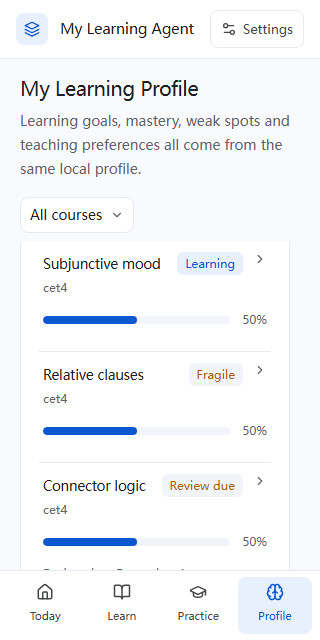 My Learning Agent
Settings
My Learning Profile
Learning goals, mastery, weak spots and
teaching preferences all come from the
same local profile.
All courses
Subjunctive mood
Learning
cet4
50%
Relative clauses
Fragile
cet4
50%
Connector logic
Review due
cet4
50%
Today
Learn
Practice
Profile